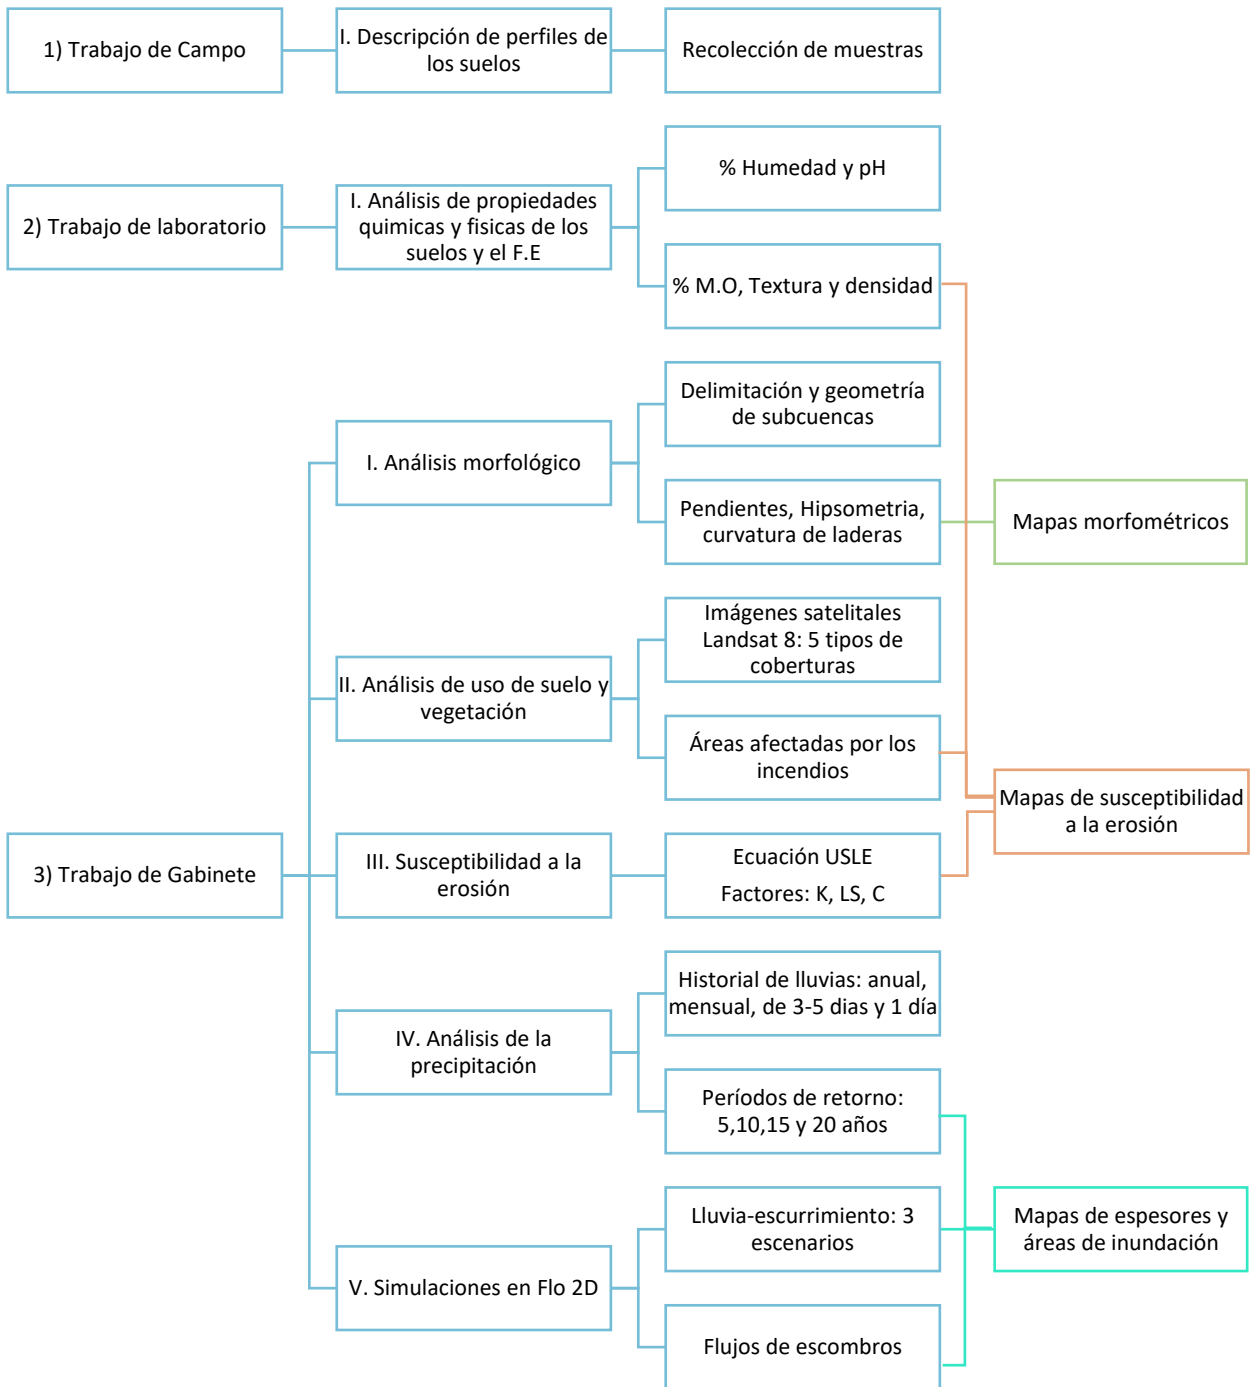 1) Trabajo de Campo
I. Descripción de perfiles de
los suelos
Recolección de muestras
2) Trabajo de laboratorio
I. Análisis de propiedades
quimicas y fisicas de los
suelos y el F.E
% Humedad y pH
% M.O, Textura y densidad
3) Trabajo de Gabinete
I. Análisis morfológico
Delimitación y geometría
de subcuencas
Pendientes, Hipsometria,
curvatura de laderas
Mapas morfométricos
II. Análisis de uso de suelo y
vegetación
Imágenes satelitales
Landsat 8: 5 tipos de
coberturas
Áreas afectadas por los
incendios
Mapas de susceptibilidad
a la erosión
III. Susceptibilidad a la
erosión
Ecuación USLE
Factores: K, LS, C
IV. Análisis de la
precipitación
Historial de lluvias: anual,
mensual, de 3-5 dias y 1 día
Períodos de retorno:
5,10,15 y 20 años
V. Simulaciones en Flo 2D
Lluvia-escurrimiento: 3
escenarios
Flujos de escombros
Mapas de espesores y
áreas de inundación